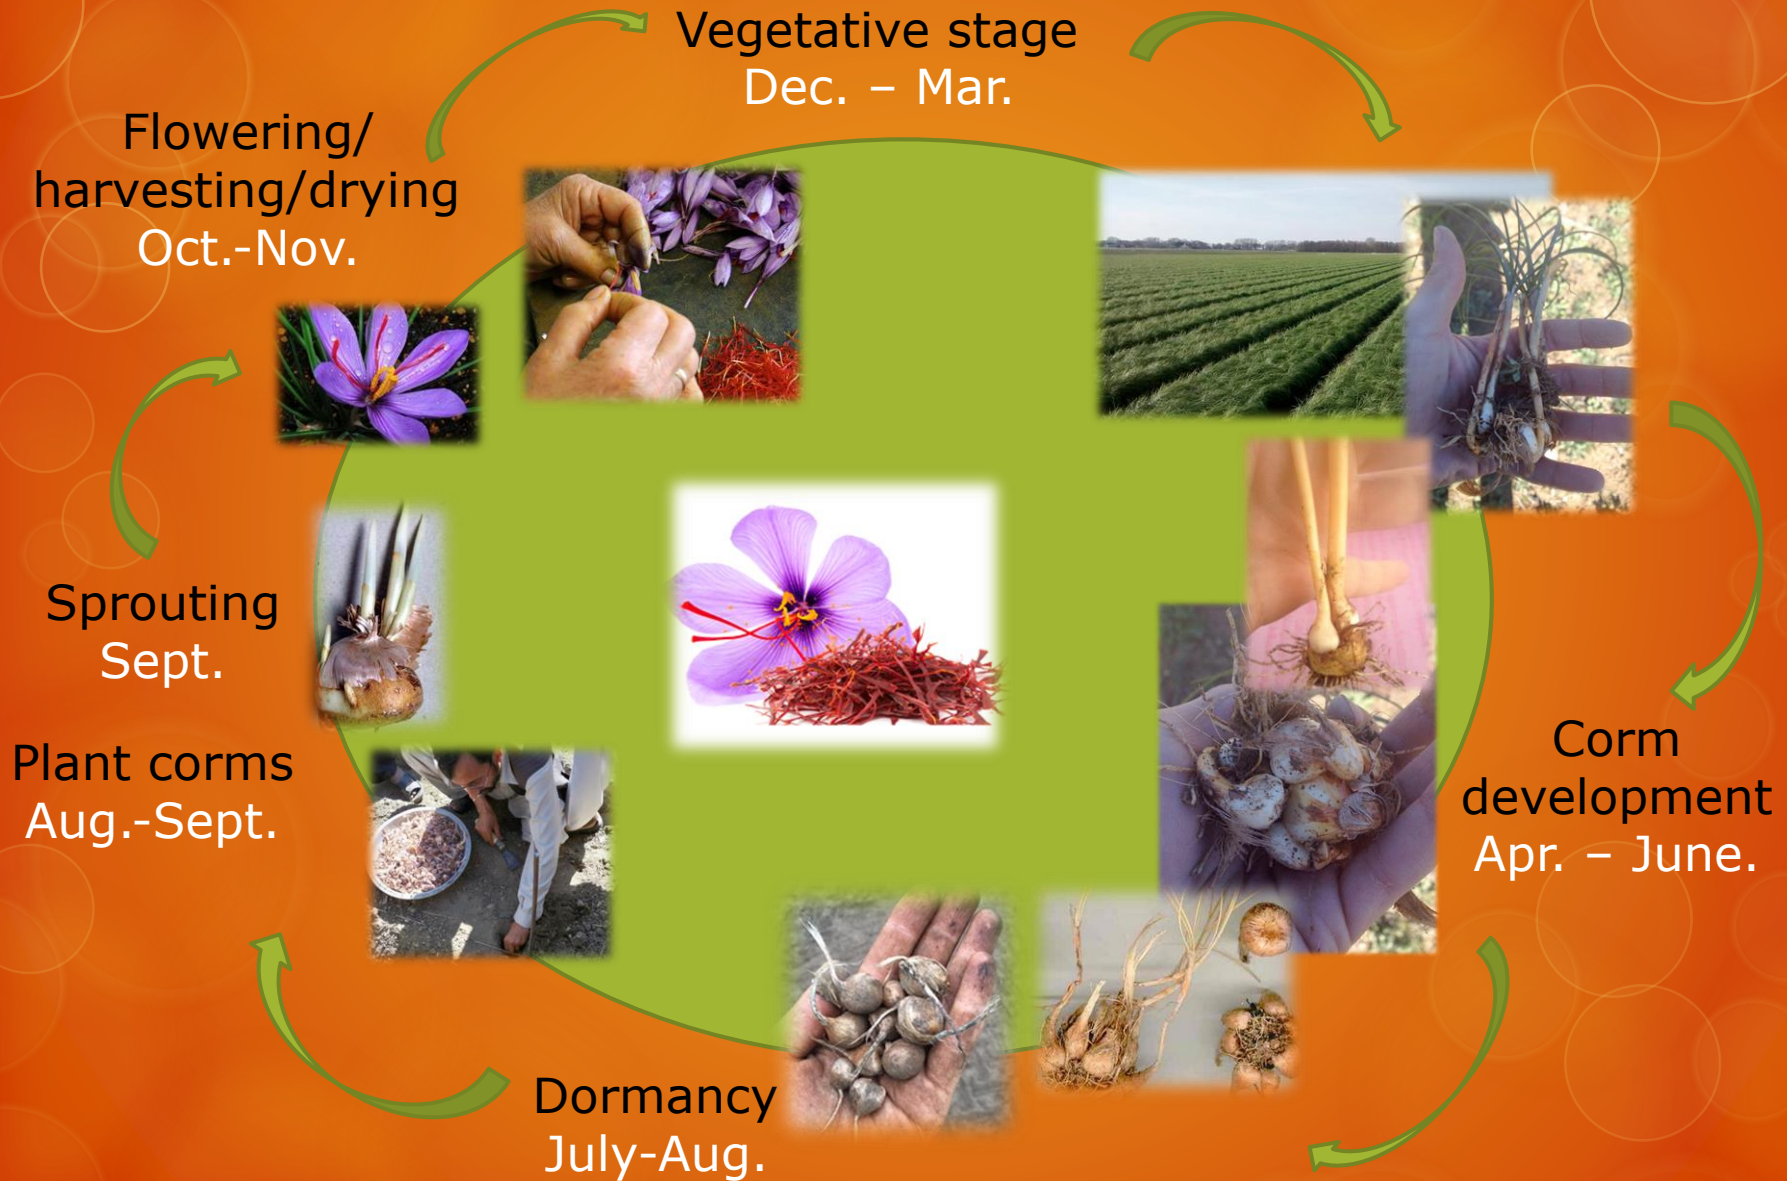 Vegetative stage
Dec. – Mar.
Flowering/
harvesting/drying
Oct.-Nov.
Sprouting
Sept.
Plant corms
Aug.-Sept.
Corm
development
Apr. – June.
Dormancy
July-Aug.